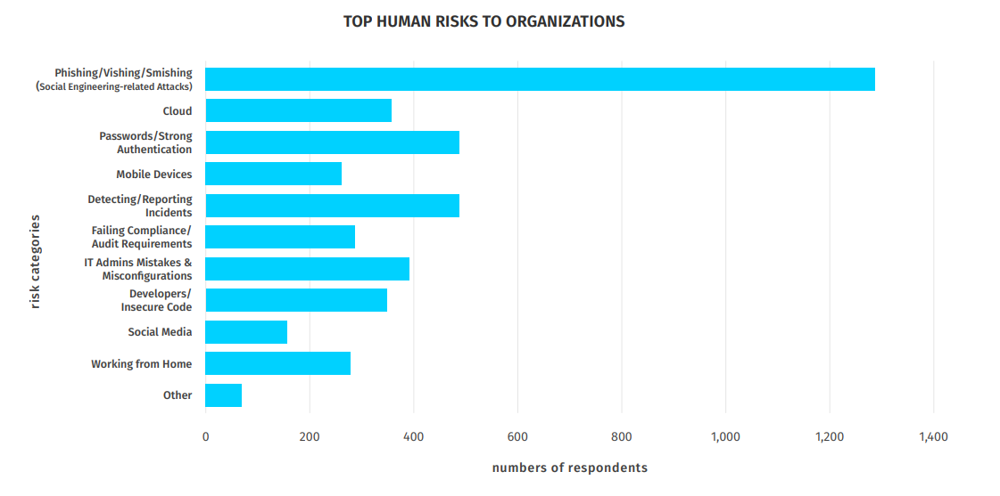 TOP HUMAN RISKS TO ORGANIZATIONS
Phishing/Vishing/Smishing
(Social Engineering-related Attacks)
Cloud
Passwords/Strong
Authentication
Mobile Devices
Detecting/Reporting
Incidents
Failing Compliance/
Audit Requirements
IT Admins Mistakes &
Misconfigurations
Developers/
Insecure Code
Social Media
Working from Home
Other
risk categories
0 200 400 600 800 1,000 1,200 1,400
numbers of respondents